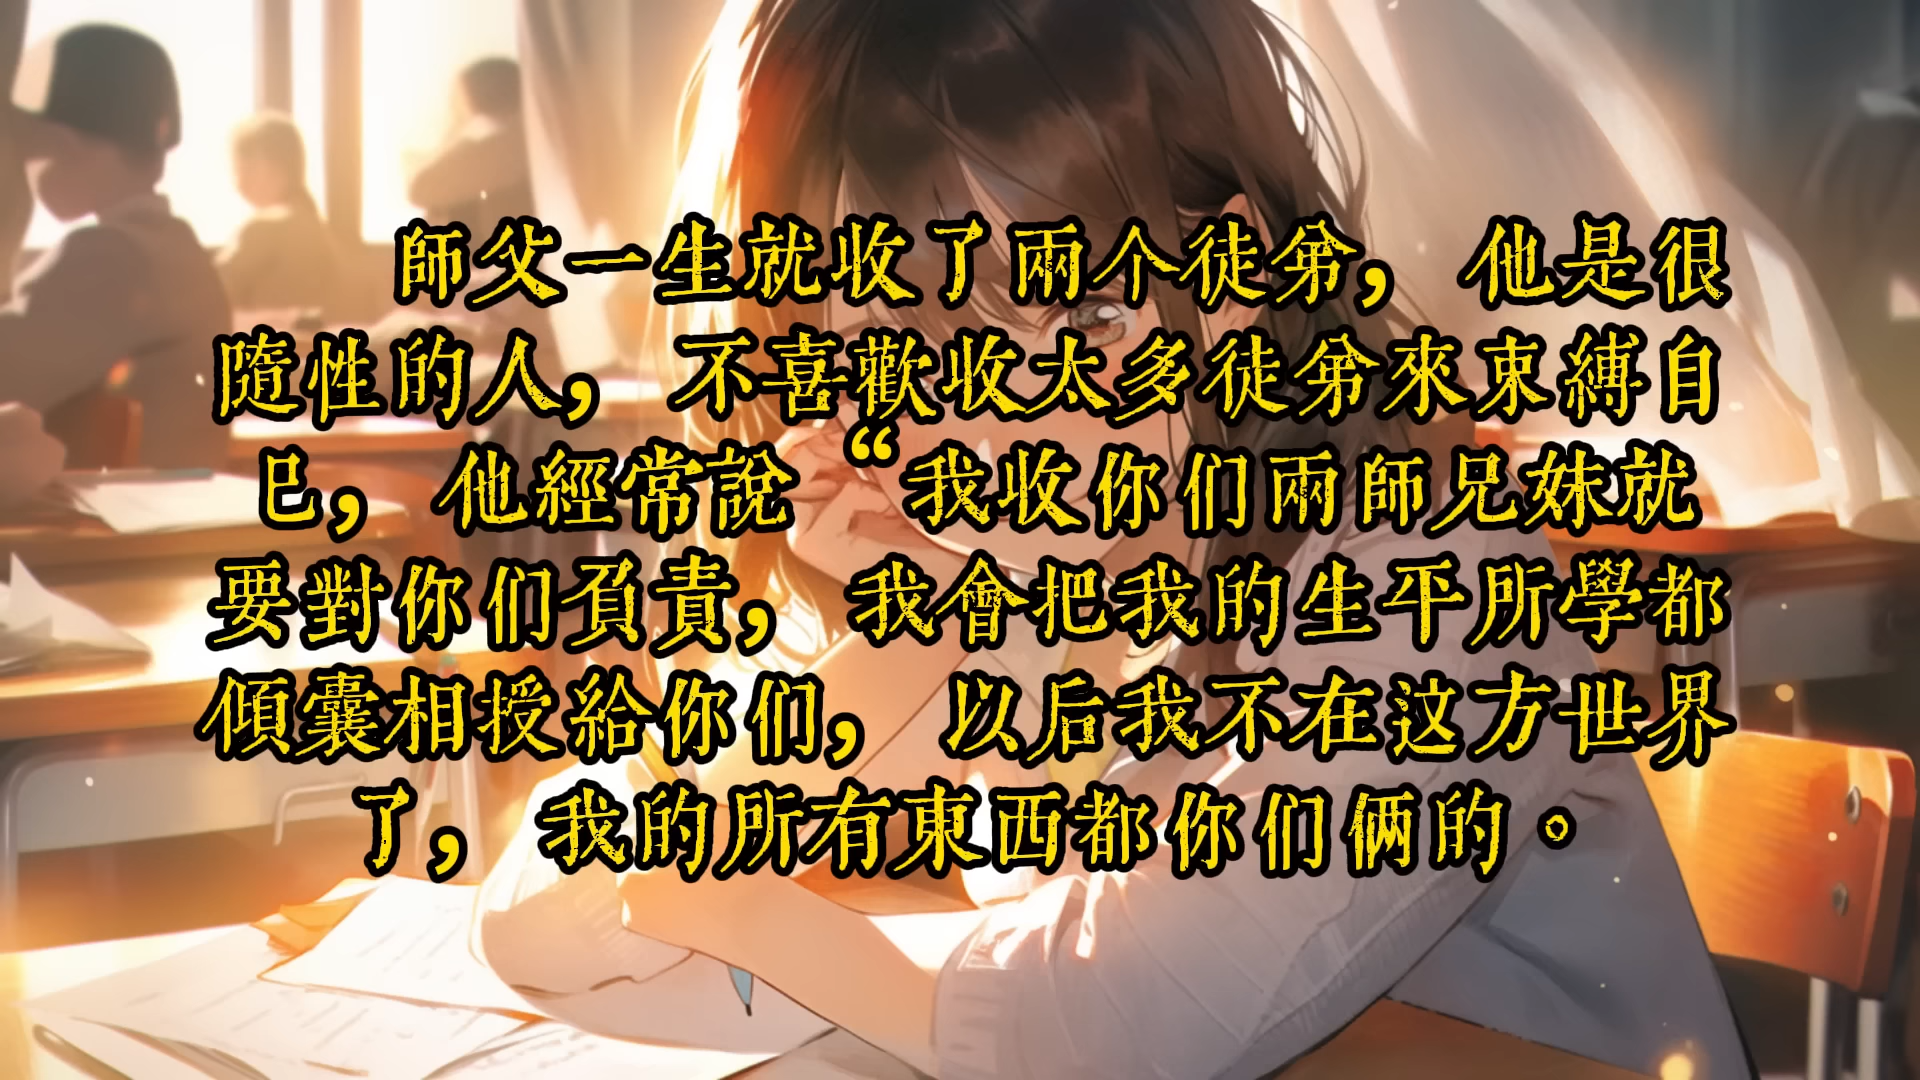 師父一生就收了兩个徒弟，他是很
隨性的人，不喜歡收太多徒弟來束縛自
己，他經常說“我收你们兩師兄妹就
要對你们負責，我會把我的生平所學都
傾囊相授給你们，以后我不在这方世界
了，我的所有東西都你们俩的。